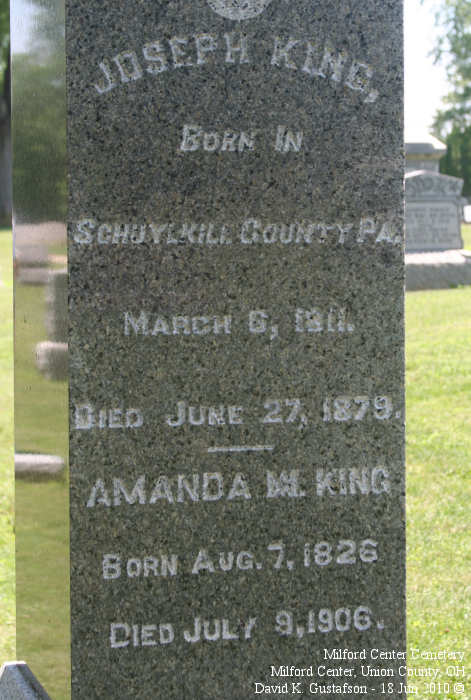 JOSEPH KING,
BORN IN
SCHUYLKILL COUNTY PA.
MARCH 6, 1811.
DIED JUNE 27, 1879.
AMANDA M. KING
BORN AUG. 7, 1826
DIED JULY 9, 1906.
Milford Center Cemetery
Milford Center, Union County, OH
David K. Gustafson - 18 Jun 2010 ©